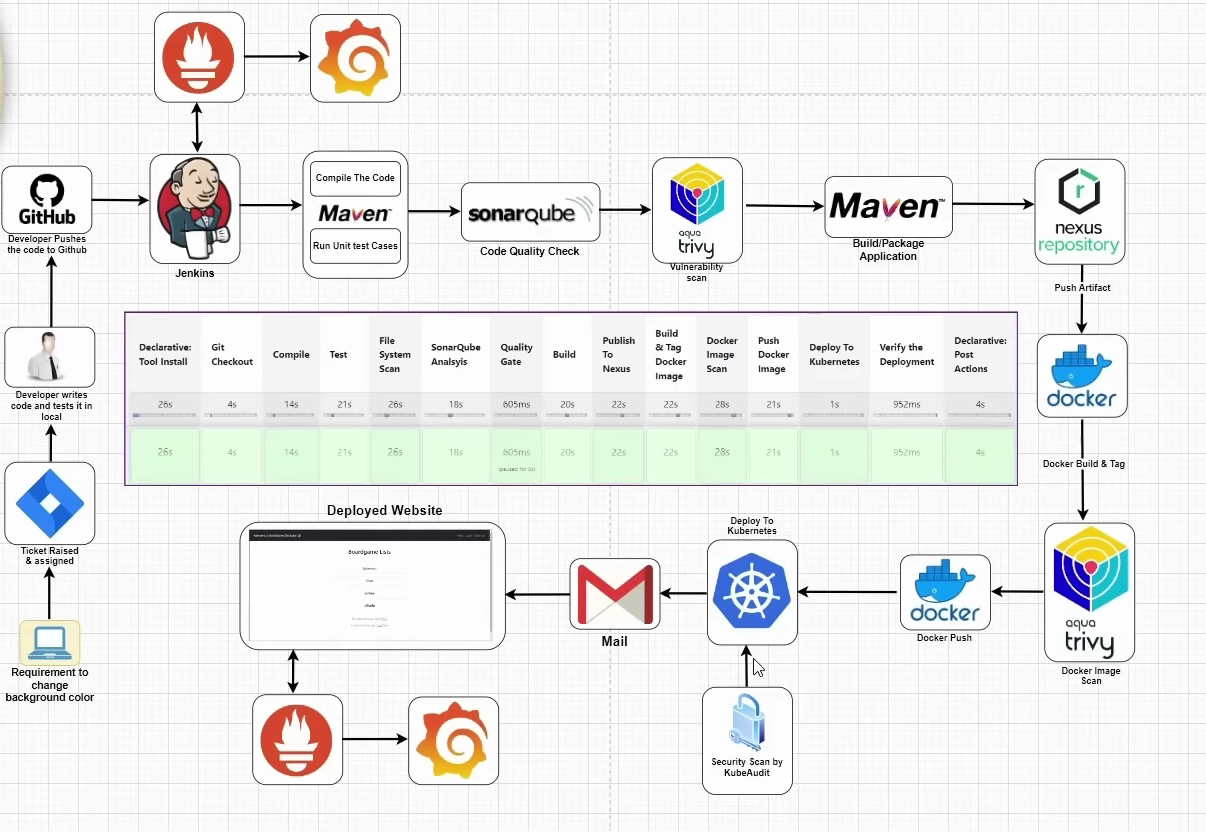 GitHub
Developer Pushes
the code to Github
Jenkins
Compile The Code
Maven™
Run Unit test Cases
sonarqube
Code Quality Check
aqua
trivy
Vulnerability
scan
Maven™
Build/Package
Application
nexus
repository
Push Artifact
Developer writes
code and tests it in
local
Declarative:
Tool Install
Git
Checkout
Compile
Test
File
System
Scan
SonarQube
Analsyis
Quality
Gate
Build
Publish
To
Nexus
Build
& Tag
Docker
Image
Docker
Image
Scan
Push
Docker
Image
Deploy To
Kubernetes
Verify the
Deployment
Declarative:
Post
Actions
26s 4s 14s 21s 26s 18s 605ms 20s 22s 22s 28s 21s 1s 952ms 4s
26s 4s 14s 21s 26s 18s 605ms 20s 22s 22s 28s 21s 1s 952ms 4s
docker
Docker Build & Tag
Ticket Raised
& assigned
Deployed Website
Boardgame Lists
Mail
Deploy To
Kubernetes
docker
Docker Push
aqua
trivy
Docker Image
Scan
Requirement to
change
background color
Security Scan by
KubeAudit